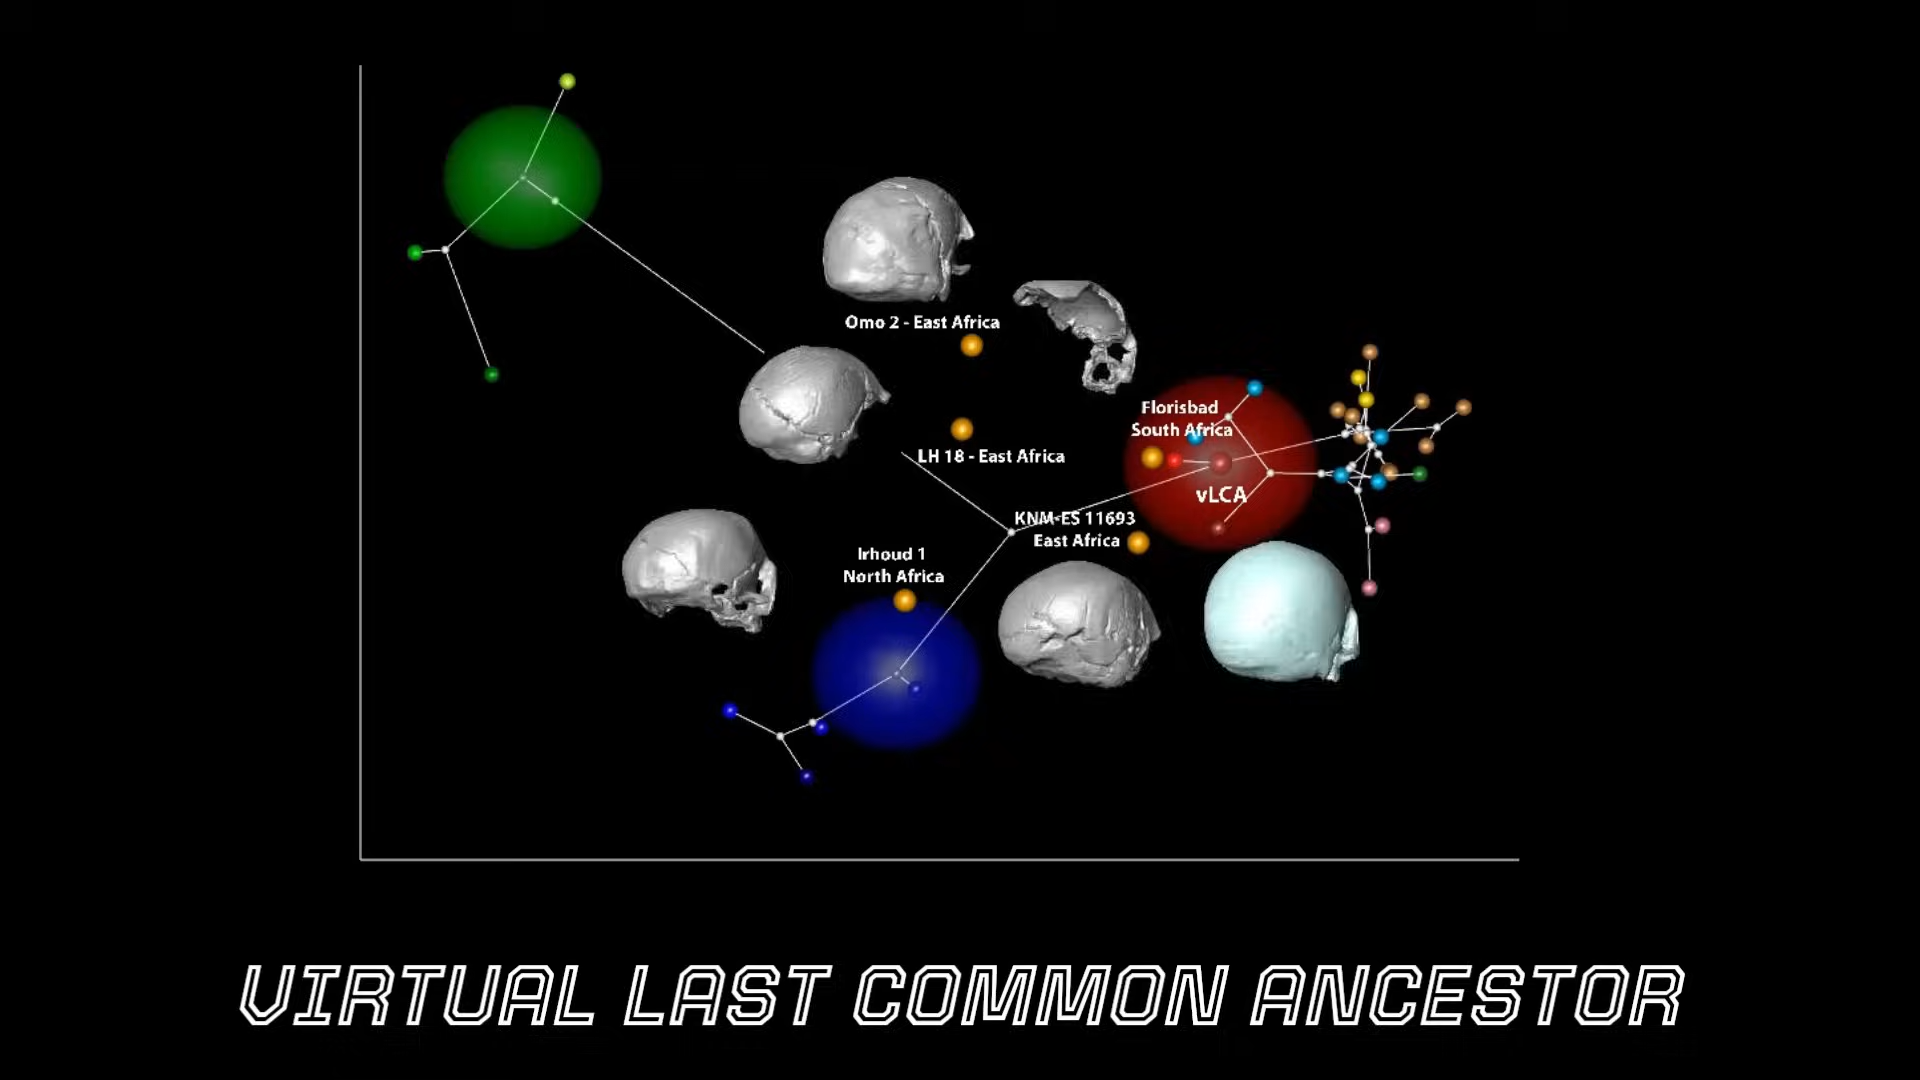 Omo 2 - East Africa
Florisbad
South Africa
LH 18 - East Africa
vLCA
KNM-ES 11693
East Africa
Irhoud 1
North Africa
VIRTUAL LAST COMMON ANCESTOR